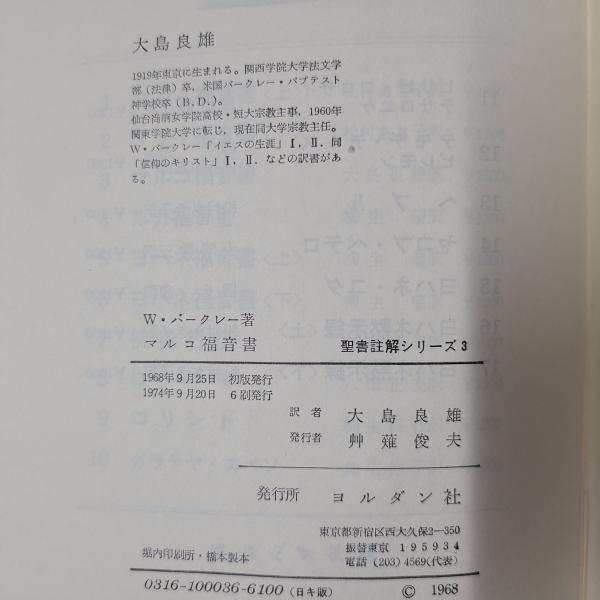 大島良雄
1919年東京に生まれる。関西学院大学法文学
部（法律）卒、米国バークレー・バプテスト
神学校卒（B.D.）。
仙台尚絅女学院高校・短大宗教主事，1960年
関東学院大学に転じ，現在同大学宗教主任。
W・バークレー「イエスの生涯」Ⅰ，Ⅱ．同
「信仰のキリスト」Ⅰ，Ⅱ．などの訳書があ
る。
W・バークレー著
マルコ福音書 聖書註解シリーズ3
1968年9月25日 初版発行
1974年9月20日 6刷発行
訳者 大島良雄
発行者 艸薙俊夫
発行所 ヨルダン社
東京都新宿区西大久保2―350
振替東京 195934
電話 (203) 4569(代表)
堀内印刷所・橋本製本
0316-100036-6100 (日キ販) © 1968